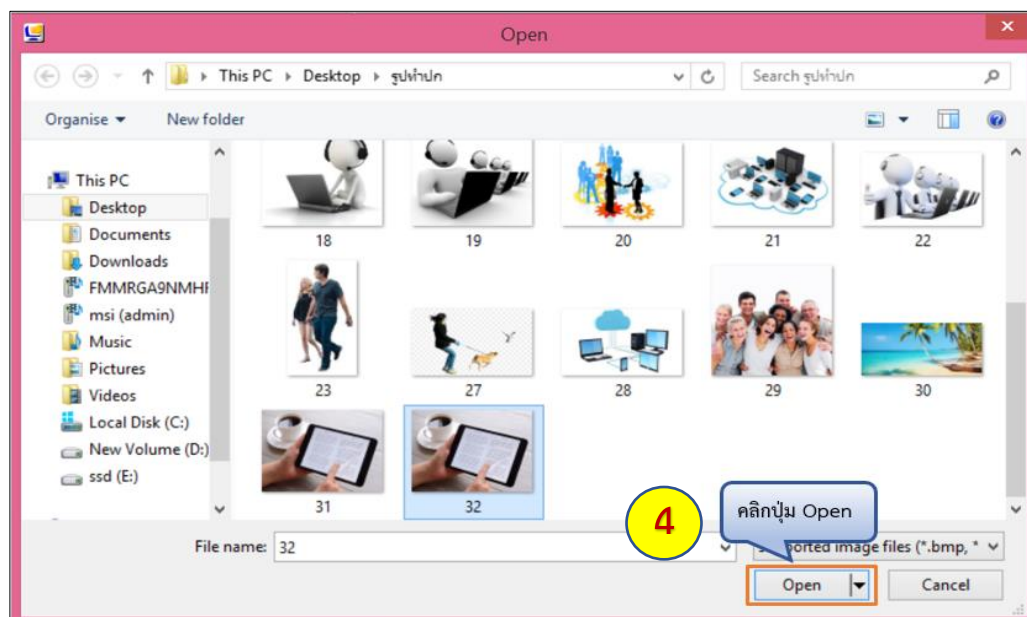 Open
This PC Desktop รูปทำปก
Search รูปทำปก
Organise New folder
This PC
Desktop
Documents
Downloads
FMMRGA9NMHF
msi (admin)
Music
Pictures
Videos
Local Disk (C:)
New Volume (D:)
ssd (E:)
18 19 20 21 22
23 27 28 29 30
31 32
4 คลิกปุ่ม Open
File name: 32
image files (*.bmp, *
Open Cancel